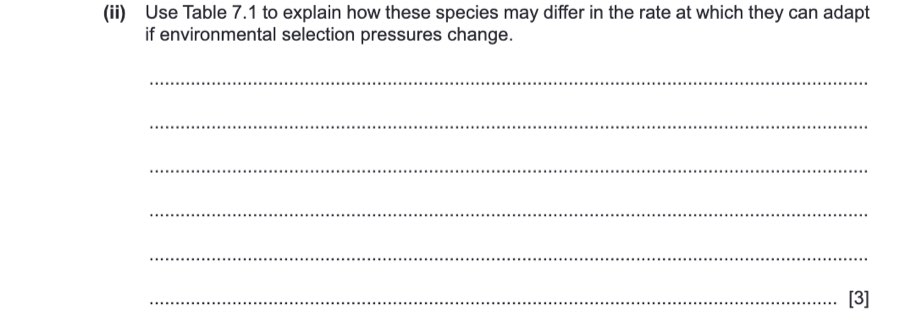 (ii) Use Table 7.1 to explain how these species may differ in the rate at which they can adapt
if environmental selection pressures change.
[3]